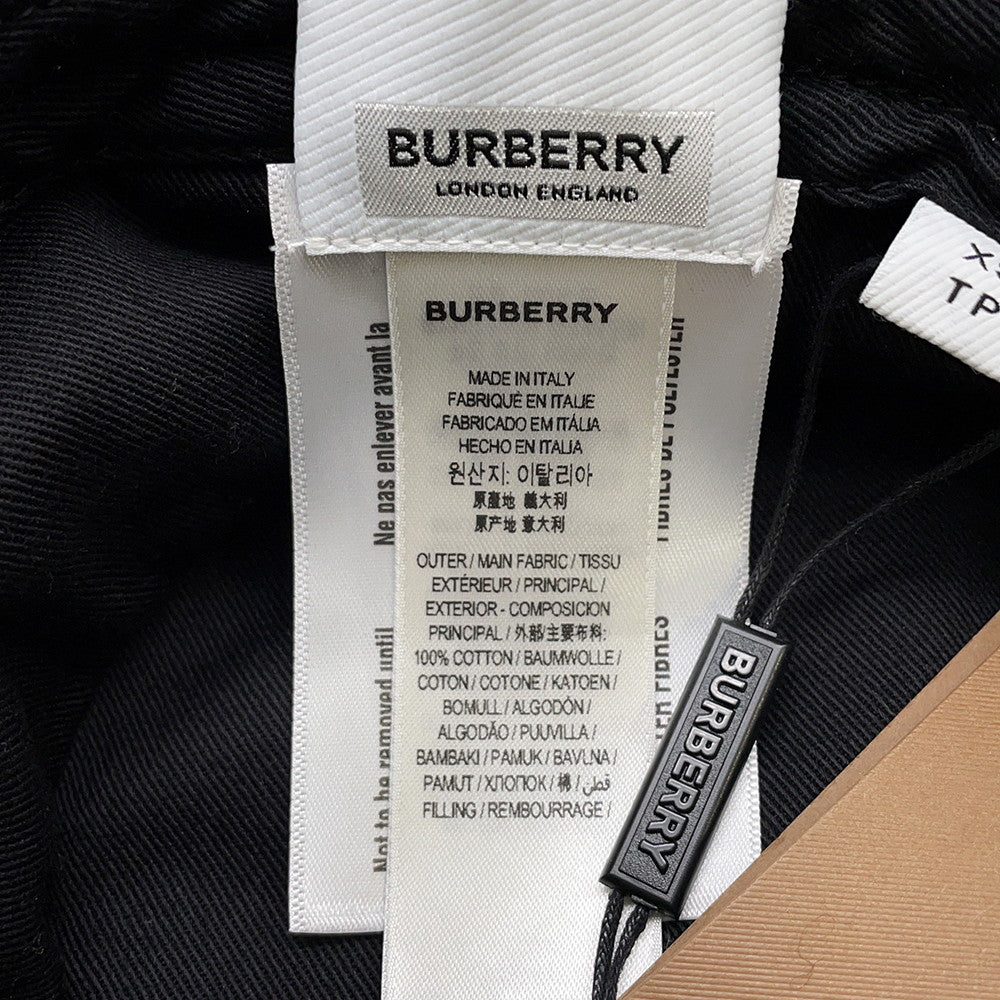 BURBERRY
LONDON ENGLAND
BURBERRY
MADE IN ITALY
FABRIQUÉ EN ITALIE
FABRICADO EM ITÁLIA
HECHO EN ITALIA
원산지: 이탈리아
原產地 義大利
原产地 意大利
OUTER / MAIN FABRIC / TISSU
EXTÉRIEUR / PRINCIPAL /
EXTERIOR - COMPOSICION
PRINCIPAL / 外部/主要布料:
100% COTTON / BAUMWOLLE /
COTON / COTONE / KATOEN /
BOMULL / ALGODÓN /
ALGODÃO / PUUVILLA /
BAMBAKI / PAMUK / BAVLNA /
PAMUT / ХЛОПОК / 棉 / قطن /
FILLING / REMBOURRAGE /
Ne pas enlever avant la
Not to be removed until
DE POLYESTER
FIBRES
TP
BURBERRY